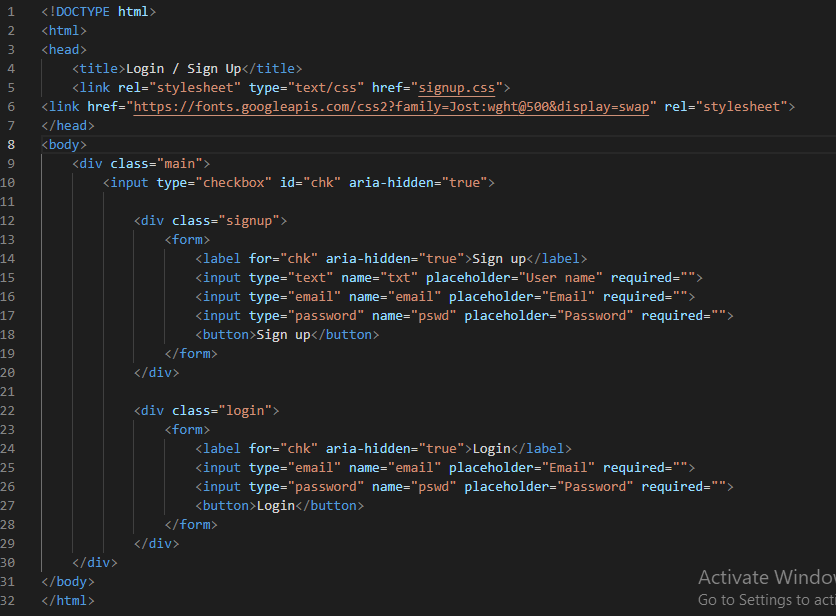 1 <!DOCTYPE html>
2 <html>
3 <head>
4 <title>Login / Sign Up</title>
5 <link rel="stylesheet" type="text/css" href="signup.css">
6 <link href="https://fonts.googleapis.com/css2?family=Jost:wght@500&display=swap" rel="stylesheet">
7 </head>
8 <body>
9 <div class="main">
10 <input type="checkbox" id="chk" aria-hidden="true">
11
12 <div class="signup">
13 <form>
14 <label for="chk" aria-hidden="true">Sign up</label>
15 <input type="text" name="txt" placeholder="User name" required="">
16 <input type="email" name="email" placeholder="Email" required="">
17 <input type="password" name="pswd" placeholder="Password" required="">
18 <button>Sign up</button>
19 </form>
20 </div>
21
22 <div class="login">
23 <form>
24 <label for="chk" aria-hidden="true">Login</label>
25 <input type="email" name="email" placeholder="Email" required="">
26 <input type="password" name="pswd" placeholder="Password" required="">
27 <button>Login</button>
28 </form>
29 </div>
30 </div>
31 </body>
32 </html>
Activate Window
Go to Settings to acti